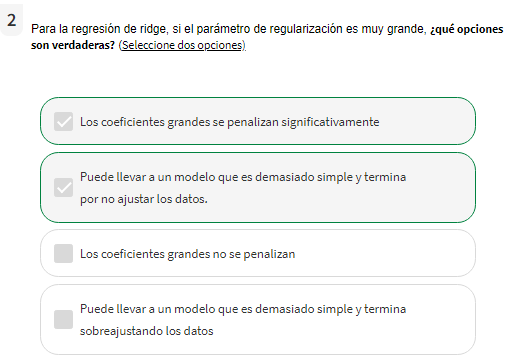 2
Para la regresión de ridge, si el parámetro de regularización es muy grande, ¿qué opciones
son verdaderas? (Seleccione dos opciones)
Los coeficientes grandes se penalizan significativamente
Puede llevar a un modelo que es demasiado simple y termina
por no ajustar los datos.
Los coeficientes grandes no se penalizan
Puede llevar a un modelo que es demasiado simple y termina
sobreajustando los datos